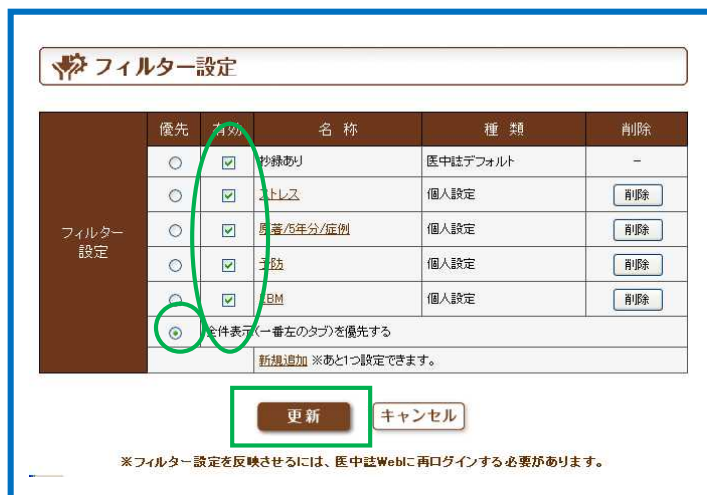 フィルター設定
優先 有効 名 称 種 類 削除
抄録あり 医中誌デフォルト －
ストレス 個人設定 削除
原著/5年分/症例 個人設定 削除
フィルター
設定
予防 個人設定 削除
EBM 個人設定 削除
全件表示(一番左のタブ)を優先する
新規追加 ※あと1つ設定できます。
更新 キャンセル
※フィルター設定を反映させるには、医中誌Webに再ログインする必要があります。